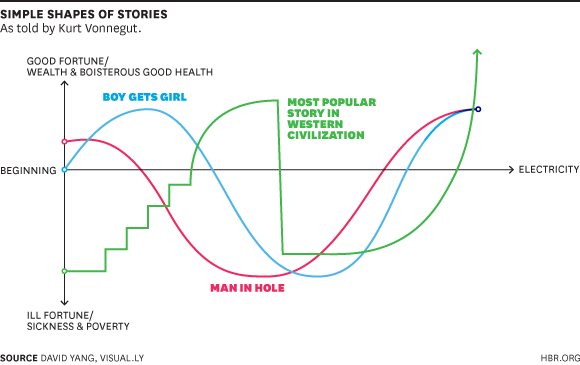 SIMPLE SHAPES OF STORIES
As told by Kurt Vonnegut.
GOOD FORTUNE/
WEALTH & BOISTEROUS GOOD HEALTH
BOY GETS GIRL
MOST POPULAR
STORY IN
WESTERN
CIVILIZATION
BEGINNING
ELECTRICITY
MAN IN HOLE
ILL FORTUNE/
SICKNESS & POVERTY
SOURCE DAVID YANG, VISUAL.LY
HBR.ORG